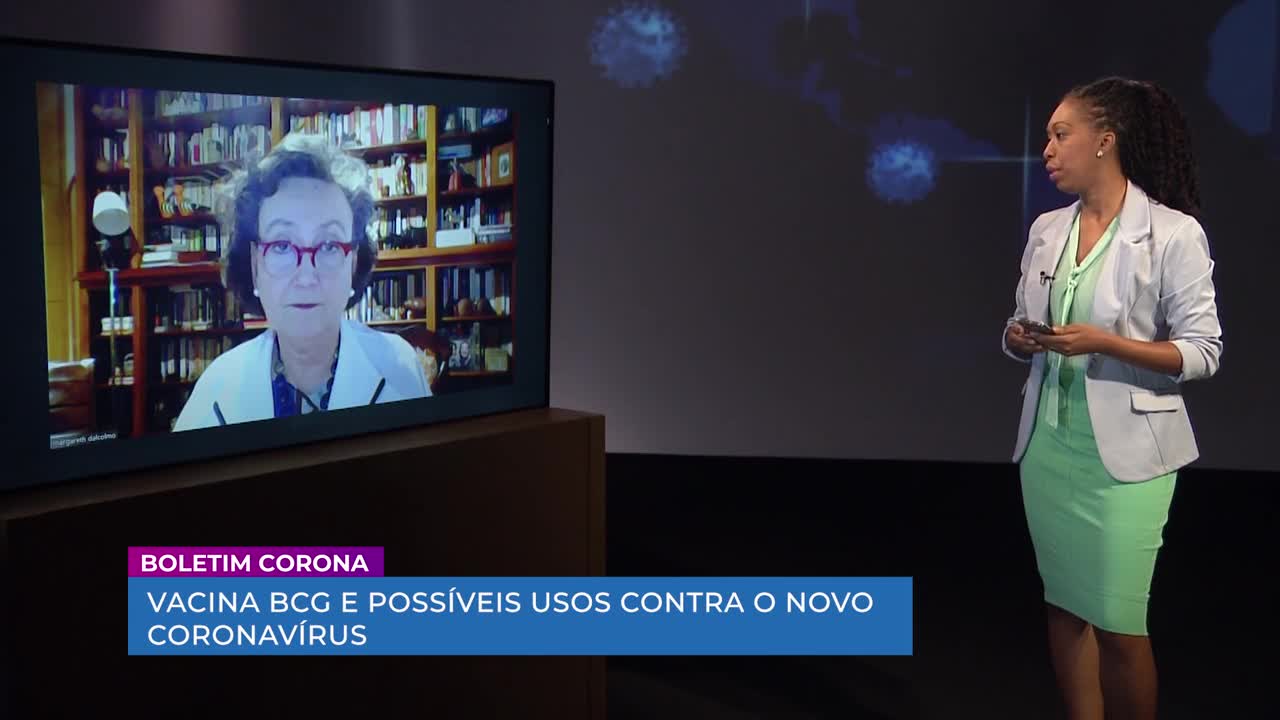 margareth dalcolmo
BOLETIM CORONA
VACINA BCG E POSSÍVEIS USOS CONTRA O NOVO
CORONAVÍRUS